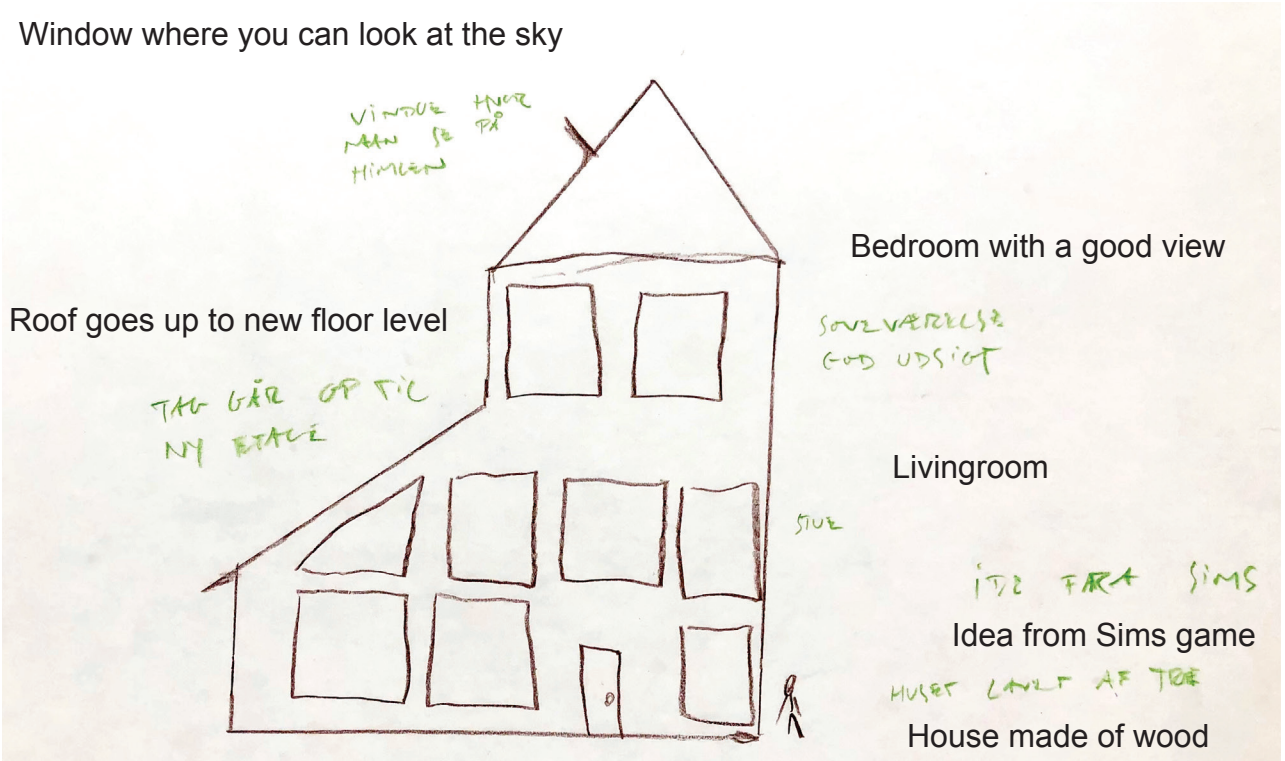 Window where you can look at the sky
VINDUE HVOR
MAN SE PÅ
HIMLEN
Bedroom with a good view
Roof goes up to new floor level
SOVEVÆRELSE
GOD UDSIGT
TAG GÅR OP TIL
NY ETAGE
Livingroom
STUE
IDE FRA SIMS
Idea from Sims game
HUSET LAVET AF TRÆ
House made of wood